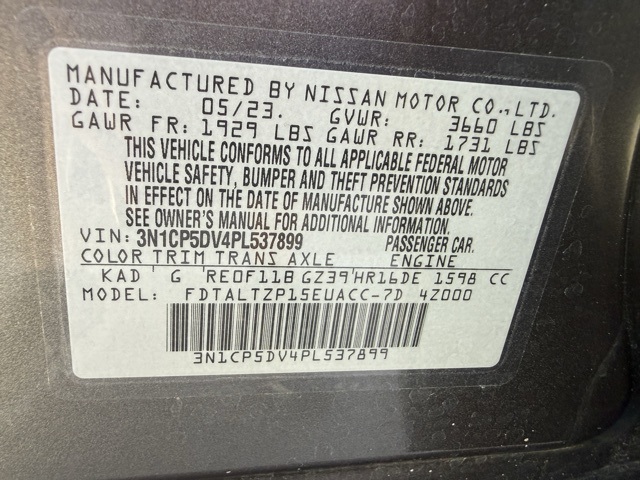 MANUFACTURED BY NISSAN MOTOR CO.,LTD.
DATE: 05/23. GVWR: 3660 LBS
GAWR FR: 1929 LBS GAWR RR: 1731 LBS
THIS VEHICLE CONFORMS TO ALL APPLICABLE FEDERAL MOTOR
VEHICLE SAFETY, BUMPER AND THEFT PREVENTION STANDARDS
IN EFFECT ON THE DATE OF MANUFACTURE SHOWN ABOVE.
SEE OWNER'S MANUAL FOR ADDITIONAL INFORMATION.
VIN: 3N1CP5DV4PL537899 PASSENGER CAR.
COLOR TRIM TRANS AXLE ENGINE
KAD G RE0F11B GZ39 HR16DE 1598 CC
MODEL: FDTALTZP15EUACC-7D 4Z000
3N1CP5DV4PL537899